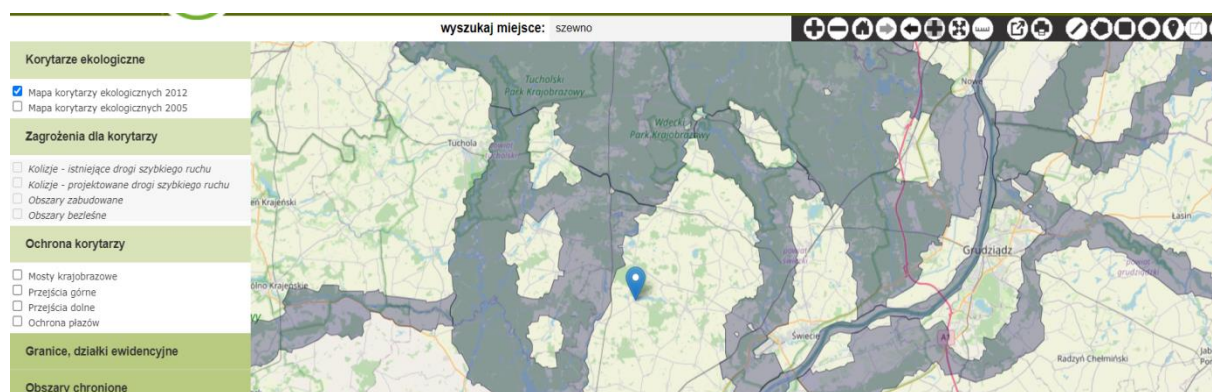 wyszukaj miejsce: szewno
Korytarze ekologiczne
Mapa korytarzy ekologicznych 2012
Mapa korytarzy ekologicznych 2005
Zagrożenia dla korytarzy
Kolizje - istniejące drogi szybkiego ruchu
Kolizje - projektowane drogi szybkiego ruchu
Obszary zabudowane
Obszary bezleśne
Ochrona korytarzy
Mosty krajobrazowe
Przejścia górne
Przejścia dolne
Ochrona płazów
Granice, działki ewidencyjne
Obszary chronione
Tucholski
Park Krajobrazowy
Nowe
Wdecki
Park Krajobrazowy
Tuchola
Łasin
Grudziądz
powiat
grudziądzki
Świecie
A1
Radzyń Chełmiński